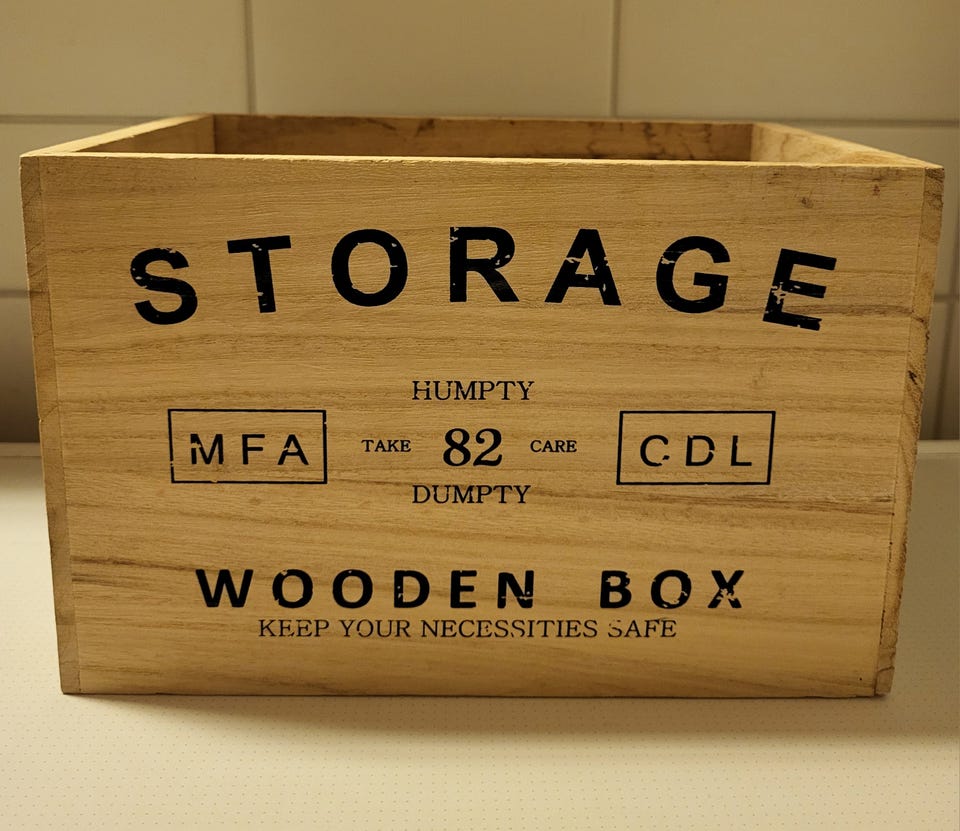 STORAGE
HUMPTY
MFA TAKE 82 CARE CDL
DUMPTY
WOODEN BOX
KEEP YOUR NECESSITIES SAFE